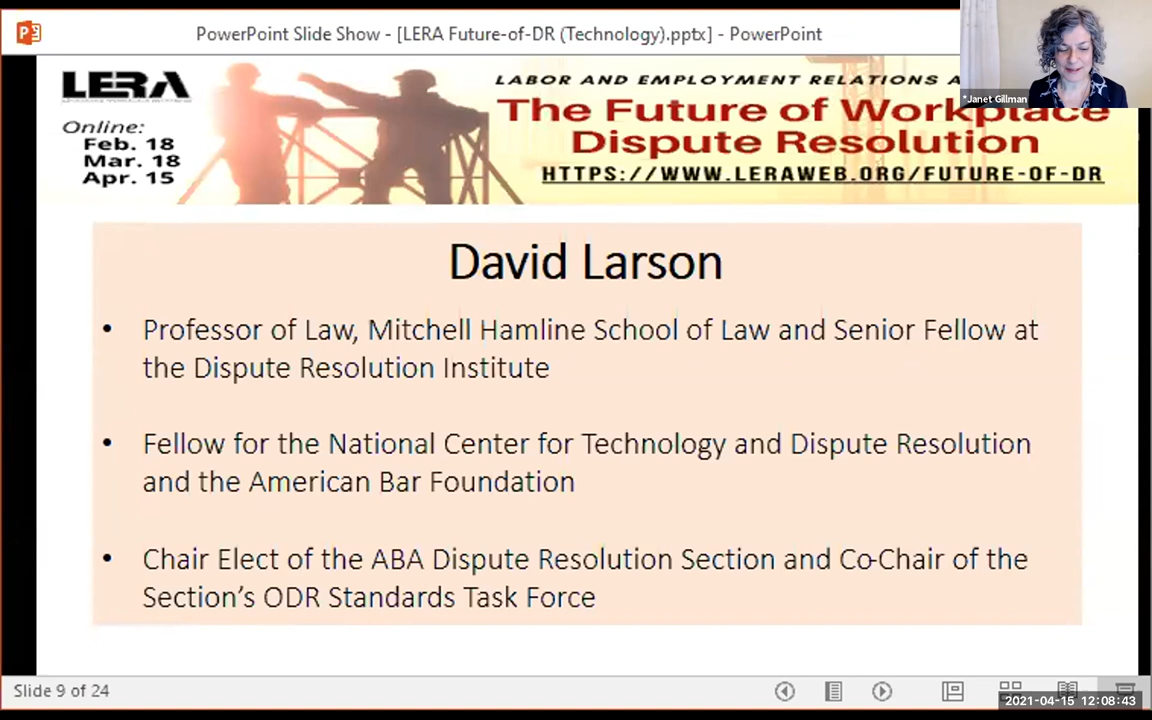 PowerPoint Slide Show - [LERA Future-of-DR (Technology).pptx] - PowerPoint
*Janet Gillman
LERA
LABOR AND EMPLOYMENT RELATIONS A
Online:
Feb. 18
Mar. 18
Apr. 15
The Future of Workplace
Dispute Resolution
HTTPS://WWW.LERAWEB.ORG/FUTURE-OF-DR
David Larson
• Professor of Law, Mitchell Hamline School of Law and Senior Fellow at
the Dispute Resolution Institute
• Fellow for the National Center for Technology and Dispute Resolution
and the American Bar Foundation
• Chair Elect of the ABA Dispute Resolution Section and Co-Chair of the
Section's ODR Standards Task Force
Slide 9 of 24
2021-04-15 12:08:43